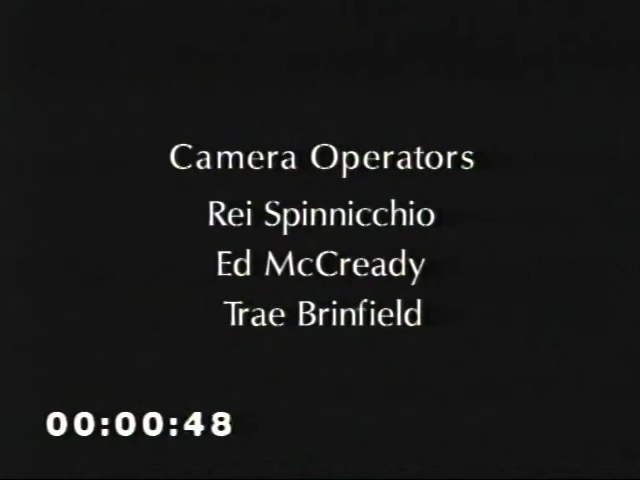 Camera Operators
Rei Spinnicchio
Ed McCready
Trae Brinfield
00:00:48